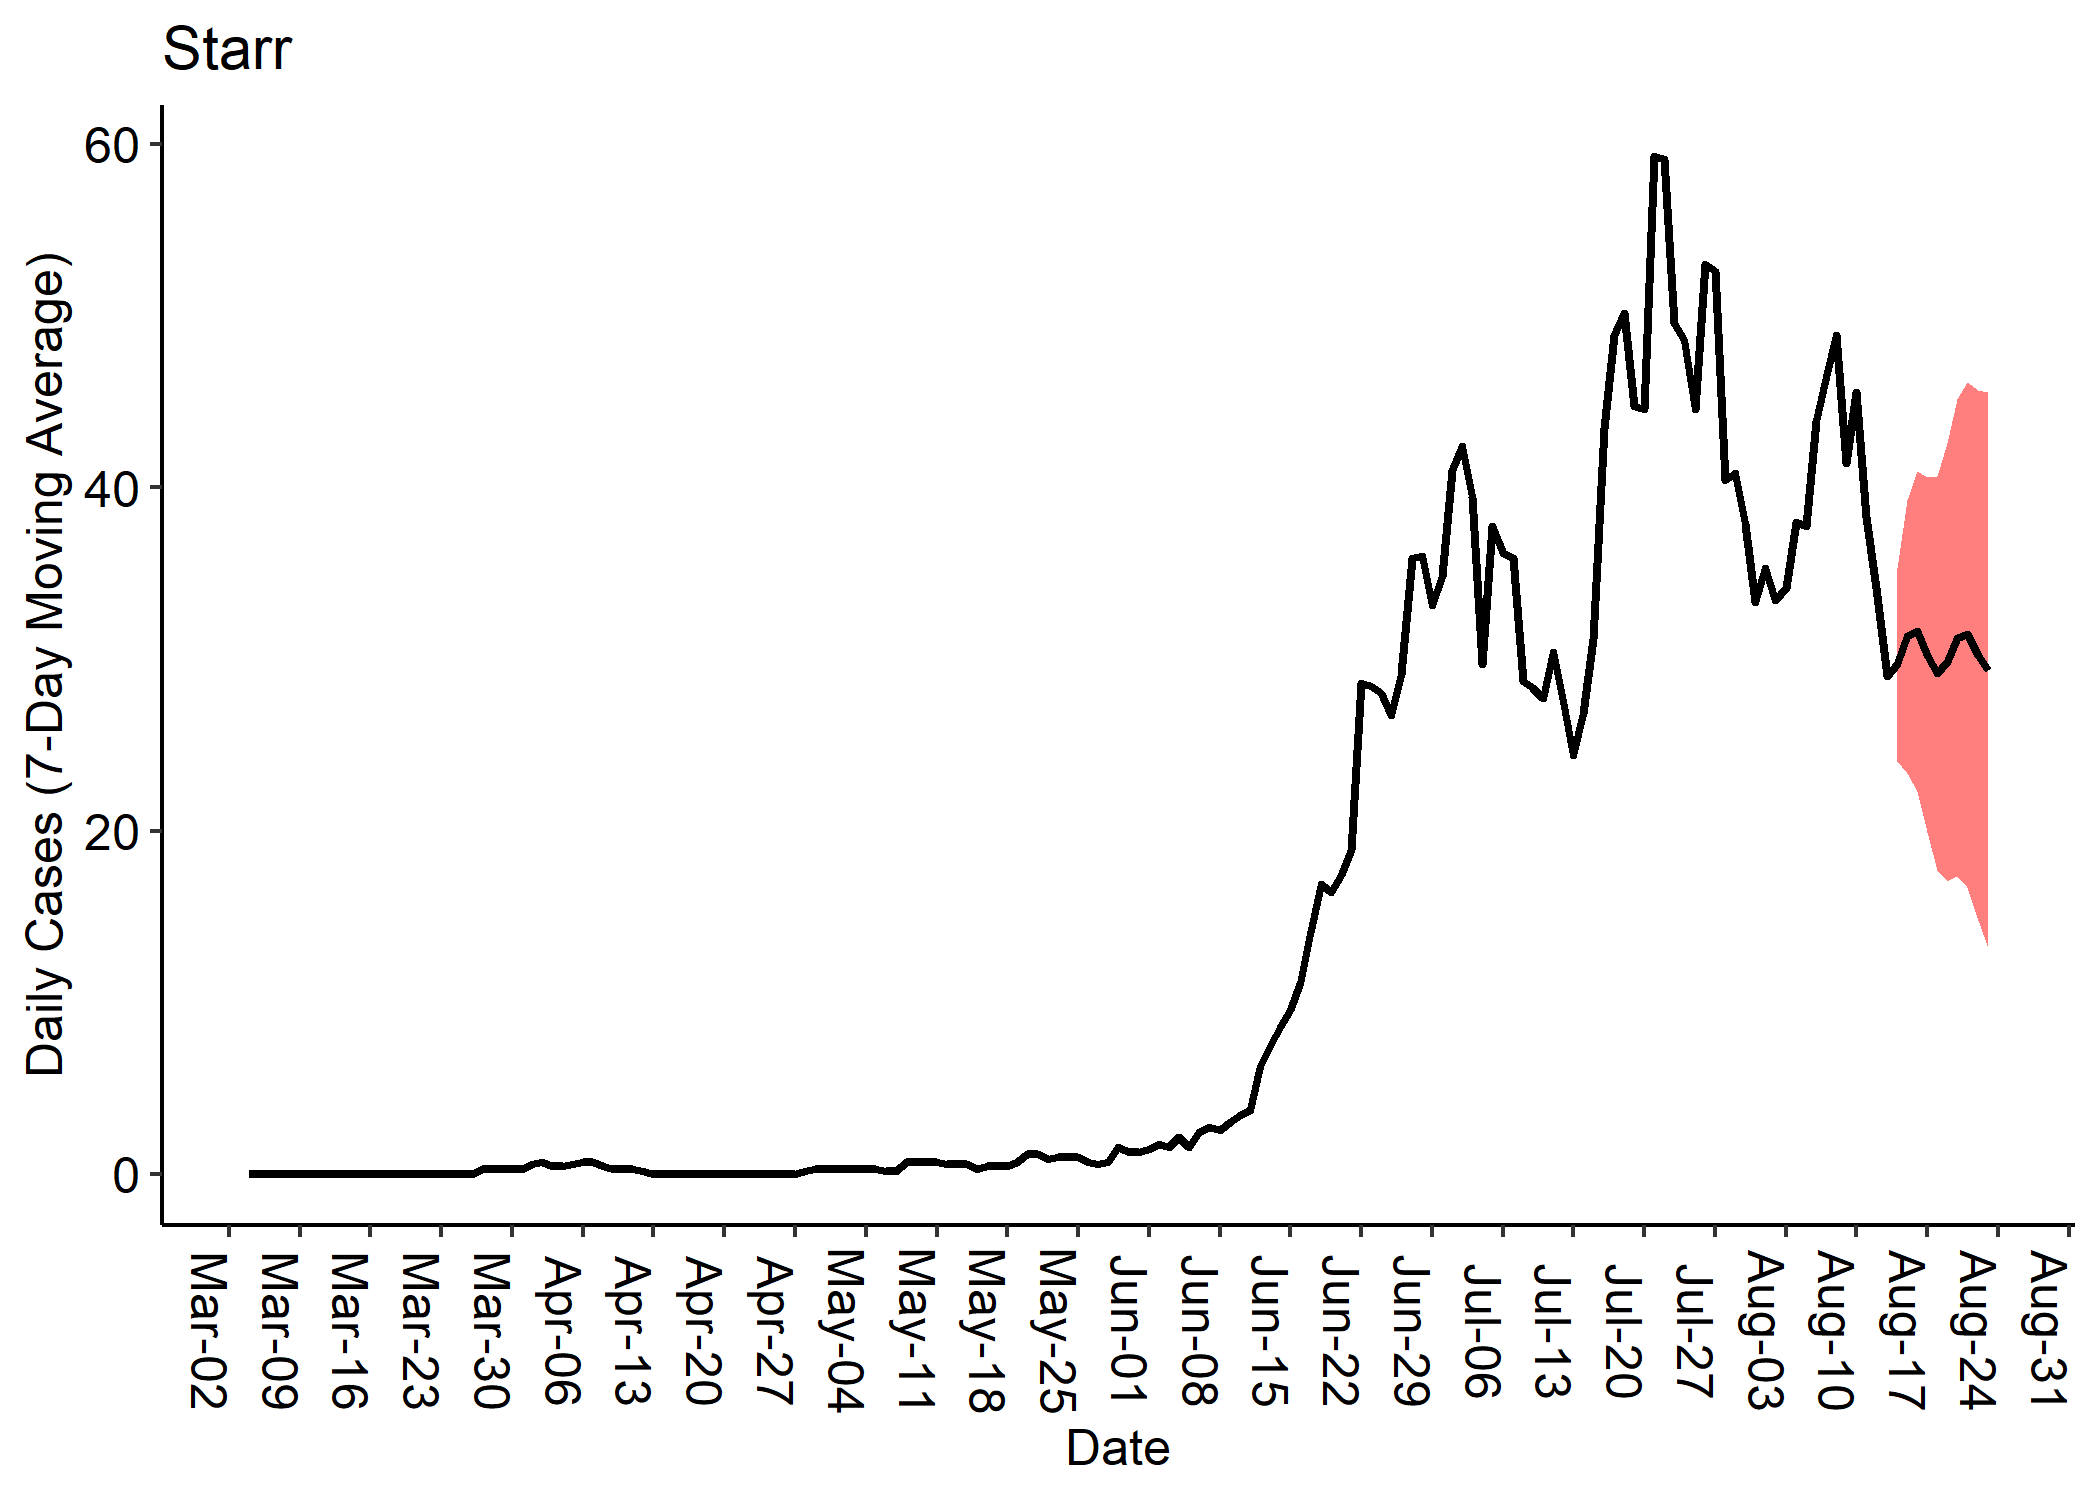 Starr
Daily Cases (7-Day Moving Average)
60
40
20
0
Mar-02
Mar-09
Mar-16
Mar-23
Mar-30
Apr-06
Apr-13
Apr-20
Apr-27
May-04
May-11
May-18
May-25
Jun-01
Jun-08
Jun-15
Jun-22
Jun-29
Jul-06
Jul-13
Jul-20
Jul-27
Aug-03
Aug-10
Aug-17
Aug-24
Aug-31
Date